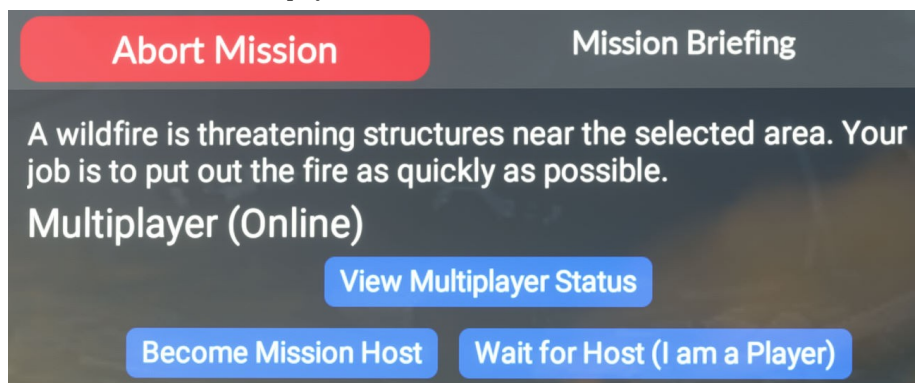 Abort Mission
Mission Briefing
A wildfire is threatening structures near the selected area. Your
job is to put out the fire as quickly as possible.
Multiplayer (Online)
View Multiplayer Status
Become Mission Host
Wait for Host (I am a Player)